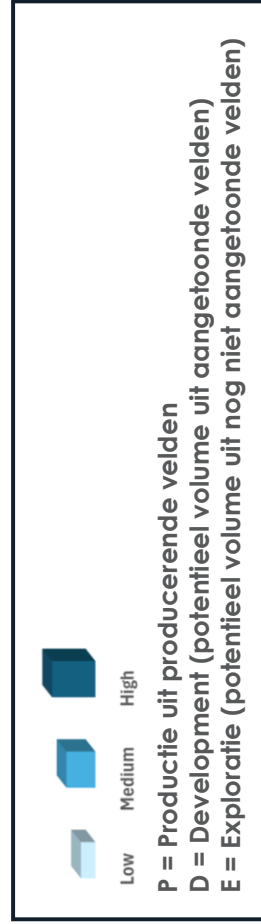 Low Medium High
P = Productie uit producerende velden
D = Development (potentieel volume uit aangetoonde velden)
E = Exploratie (potentieel volume uit nog niet aangetoonde velden)